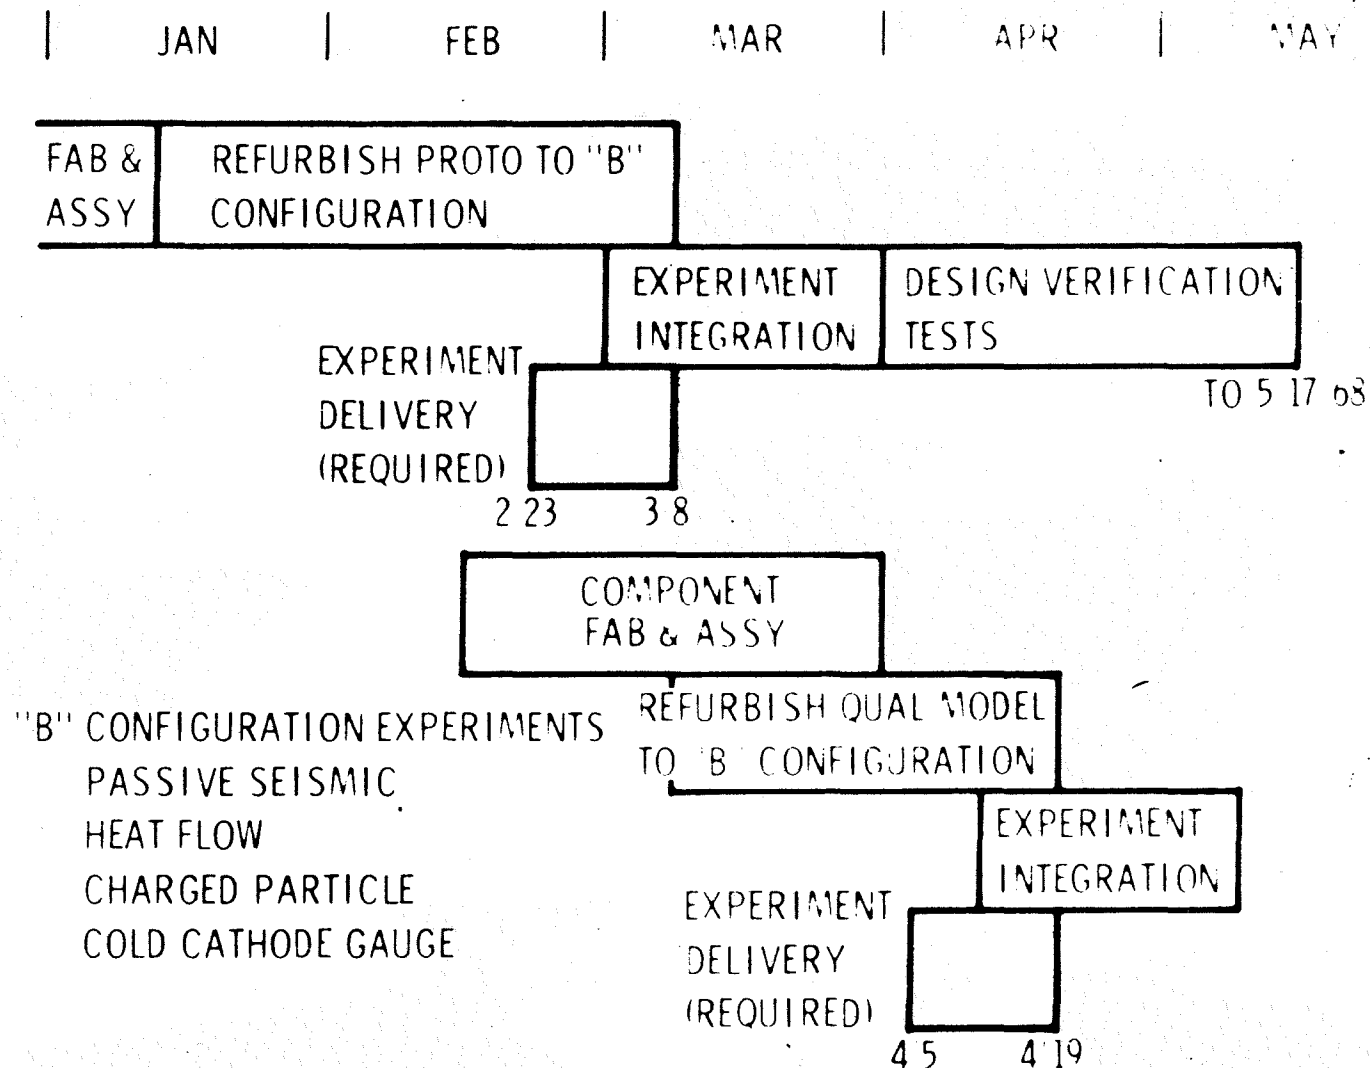 JAN FEB MAR APR MAY
FAB &
ASSY
REFURBISH PROTO TO "B"
CONFIGURATION
EXPERIMENT
INTEGRATION
DESIGN VERIFICATION
TESTS
TO 5 17 68
EXPERIMENT
DELIVERY
(REQUIRED)
2 23 3 8
COMPONENT
FAB & ASSY
REFURBISH QUAL MODEL
TO "B" CONFIGURATION
"B" CONFIGURATION EXPERIMENTS
PASSIVE SEISMIC
HEAT FLOW
CHARGED PARTICLE
COLD CATHODE GAUGE
EXPERIMENT
INTEGRATION
EXPERIMENT
DELIVERY
(REQUIRED)
4 5 4 19